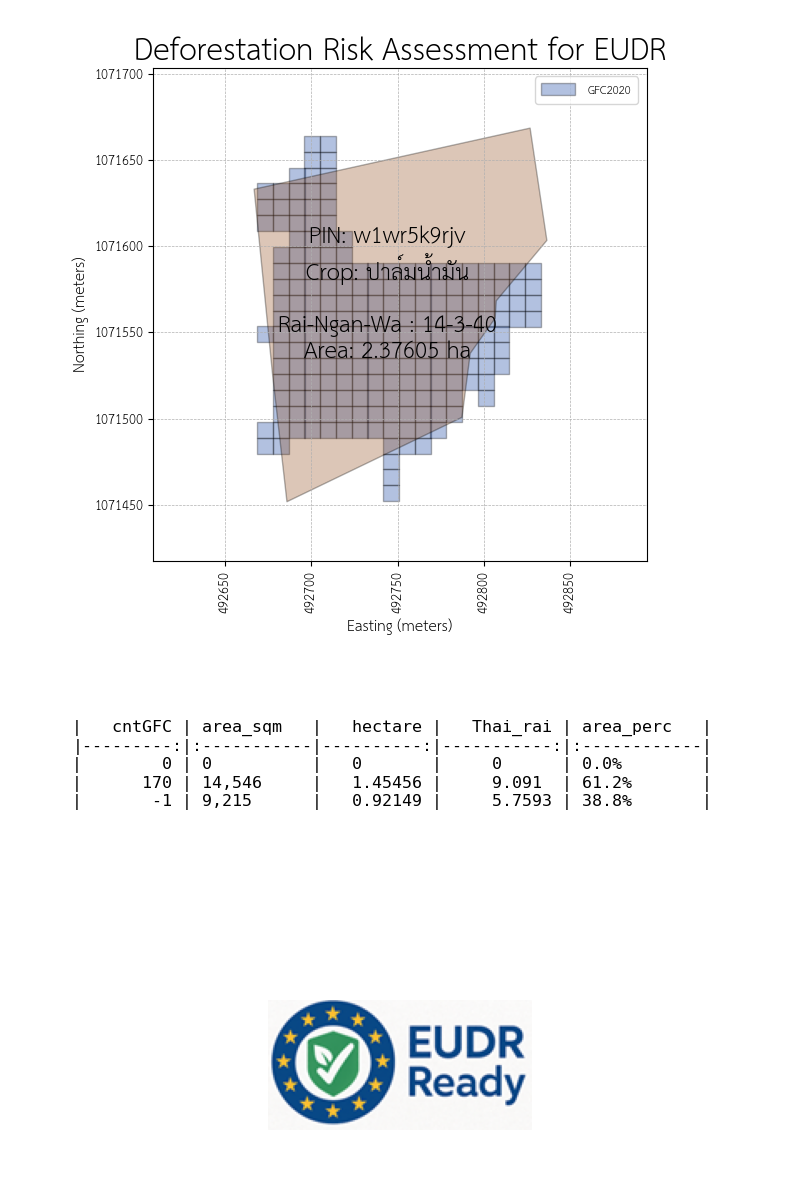 Deforestation Risk Assessment for EUDR
1071700
1071650
1071600
1071550
1071500
1071450
Northing (meters)
GFC2020
PIN: w1wr5k9rjv
Crop: ปาล์มน้ำมัน
Rai-Ngan-Wa : 14-3-40
Area: 2.37605 ha
492650 492700 492750 492800 492850
Easting (meters)
| cntGFC | area_sqm | hectare | Thai_rai | area_perc |
|---------:|:-----------|----------:|-----------:|:------------|
| 0 | 0 | 0 | 0 | 0.0% |
| 170 | 14,546 | 1.45456 | 9.091 | 61.2% |
| -1 | 9,215 | 0.92149 | 5.7593 | 38.8% |
EUDR
Ready